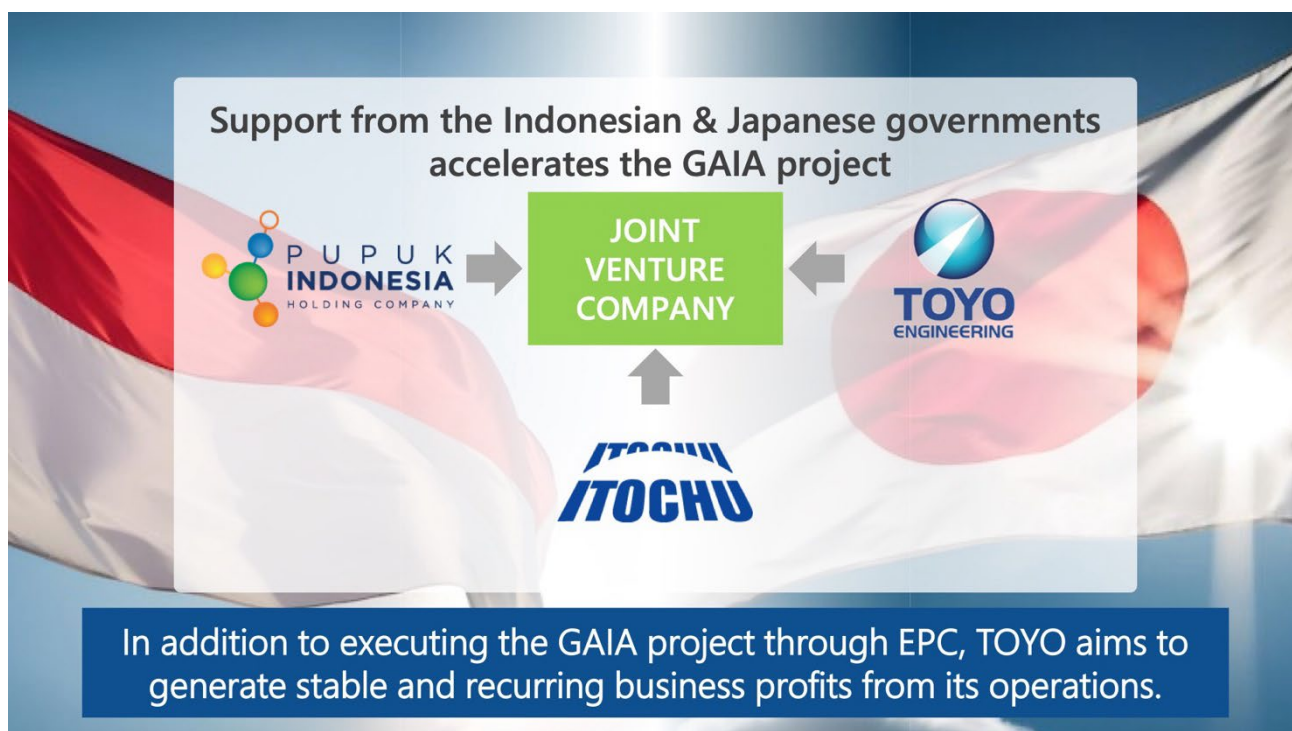 Support from the Indonesian & Japanese governments
accelerates the GAIA project
PUPUK
INDONESIA
HOLDING COMPANY
JOINT
VENTURE
COMPANY
TOYO
ENGINEERING
ITOCHU
ITOCHU
In addition to executing the GAIA project through EPC, TOYO aims to
generate stable and recurring business profits from its operations.